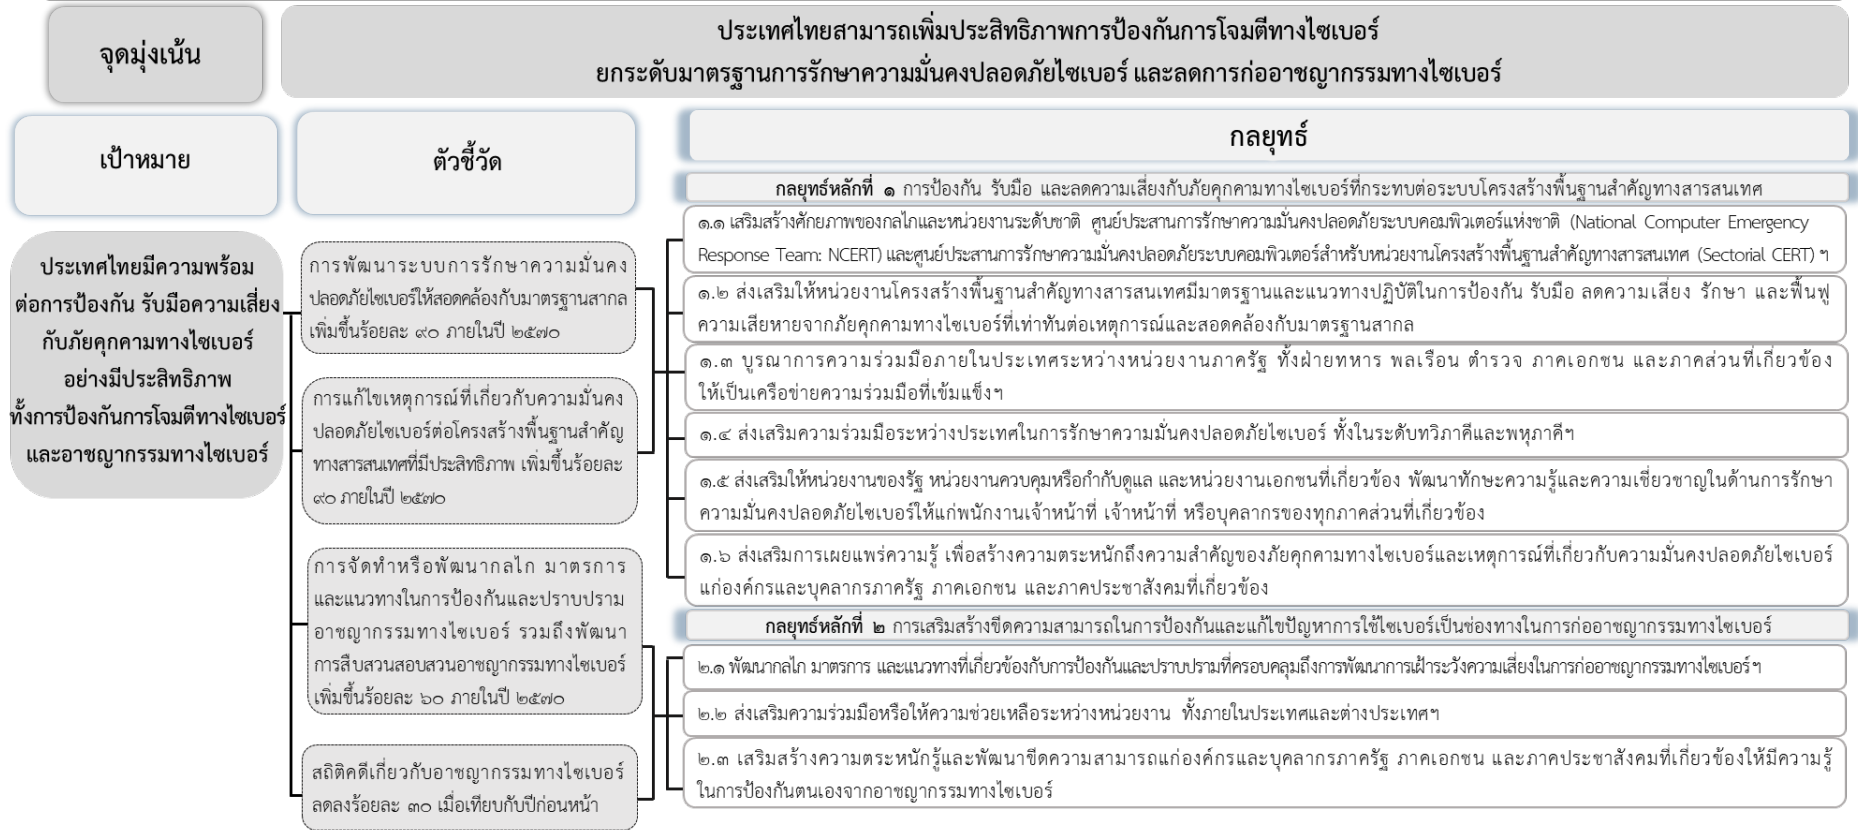 จุดมุ่งเน้น
ประเทศไทยสามารถเพิ่มประสิทธิภาพการป้องกันการโจมตีทางไซเบอร์
ยกระดับมาตรฐานการรักษาความมั่นคงปลอดภัยไซเบอร์ และลดการก่ออาชญากรรมทางไซเบอร์
เป้าหมาย
ตัวชี้วัด
กลยุทธ์
ประเทศไทยมีความพร้อม
ต่อการป้องกัน รับมือความเสี่ยง
กับภัยคุกคามทางไซเบอร์
อย่างมีประสิทธิภาพ
ทั้งการป้องกันการโจมตีทางไซเบอร์
และอาชญากรรมทางไซเบอร์
การพัฒนาระบบการรักษาความมั่นคง
ปลอดภัยไซเบอร์ให้สอดคล้องกับมาตรฐานสากล
เพิ่มขึ้นร้อยละ ๙๐ ภายในปี ๒๕๗๐
การแก้ไขเหตุการณ์ที่เกี่ยวกับความมั่นคง
ปลอดภัยไซเบอร์ต่อโครงสร้างพื้นฐานสำคัญ
ทางสารสนเทศที่มีประสิทธิภาพ เพิ่มขึ้นร้อยละ
๙๐ ภายในปี ๒๕๗๐
การจัดทำหรือพัฒนากลไก มาตรการ
และแนวทางในการป้องกันและปราบปราม
อาชญากรรมทางไซเบอร์ รวมถึงพัฒนา
การสืบสวนสอบสวนอาชญากรรมทางไซเบอร์
เพิ่มขึ้นร้อยละ ๖๐ ภายในปี ๒๕๗๐
สถิติคดีเกี่ยวกับอาชญากรรมทางไซเบอร์
ลดลงร้อยละ ๓๐ เมื่อเทียบกับปีก่อนหน้า
กลยุทธ์หลักที่ ๑ การป้องกัน รับมือ และลดความเสี่ยงกับภัยคุกคามทางไซเบอร์ที่กระทบต่อระบบโครงสร้างพื้นฐานสำคัญทางสารสนเทศ
๑.๑ เสริมสร้างศักยภาพของกลไกและหน่วยงานระดับชาติ ศูนย์ประสานการรักษาความมั่นคงปลอดภัยระบบคอมพิวเตอร์แห่งชาติ (National Computer Emergency
Response Team: NCERT) และศูนย์ประสานการรักษาความมั่นคงปลอดภัยระบบคอมพิวเตอร์สำหรับหน่วยงานโครงสร้างพื้นฐานสำคัญทางสารสนเทศ (Sectorial CERT) ฯ
๑.๒ ส่งเสริมให้หน่วยงานโครงสร้างพื้นฐานสำคัญทางสารสนเทศมีมาตรฐานและแนวทางปฏิบัติในการป้องกัน รับมือ ลดความเสี่ยง รักษา และฟื้นฟู
ความเสียหายจากภัยคุกคามทางไซเบอร์ที่เท่าทันต่อเหตุการณ์และสอดคล้องกับมาตรฐานสากล
๑.๓ บูรณาการความร่วมมือภายในประเทศระหว่างหน่วยงานภาครัฐ ทั้งฝ่ายทหาร พลเรือน ตำรวจ ภาคเอกชน และภาคส่วนที่เกี่ยวข้อง
ให้เป็นเครือข่ายความร่วมมือที่เข้มแข็งฯ
๑.๔ ส่งเสริมความร่วมมือระหว่างประเทศในการรักษาความมั่นคงปลอดภัยไซเบอร์ ทั้งในระดับทวิภาคีและพหุภาคีฯ
๑.๕ ส่งเสริมให้หน่วยงานของรัฐ หน่วยงานควบคุมหรือกำกับดูแล และหน่วยงานเอกชนที่เกี่ยวข้อง พัฒนาทักษะความรู้และความเชี่ยวชาญในด้านการรักษา
ความมั่นคงปลอดภัยไซเบอร์ให้แก่พนักงานเจ้าหน้าที่ เจ้าหน้าที่ หรือบุคลากรของทุกภาคส่วนที่เกี่ยวข้อง
๑.๖ ส่งเสริมการเผยแพร่ความรู้ เพื่อสร้างความตระหนักถึงความสำคัญของภัยคุกคามทางไซเบอร์และเหตุการณ์ที่เกี่ยวกับความมั่นคงปลอดภัยไซเบอร์
แก่องค์กรและบุคลากรภาครัฐ ภาคเอกชน และภาคประชาสังคมที่เกี่ยวข้อง
กลยุทธ์หลักที่ ๒ การเสริมสร้างขีดความสามารถในการป้องกันและแก้ไขปัญหาการใช้ไซเบอร์เป็นช่องทางในการก่ออาชญากรรมทางไซเบอร์
๒.๑ พัฒนากลไก มาตรการ และแนวทางที่เกี่ยวข้องกับการป้องกันและปราบปรามที่ครอบคลุมถึงการพัฒนาการเฝ้าระวังความเสี่ยงในการก่ออาชญากรรมทางไซเบอร์ฯ
๒.๒ ส่งเสริมความร่วมมือหรือให้ความช่วยเหลือระหว่างหน่วยงาน ทั้งภายในประเทศและต่างประเทศฯ
๒.๓ เสริมสร้างความตระหนักรู้และพัฒนาขีดความสามารถแก่องค์กรและบุคลากรภาครัฐ ภาคเอกชน และภาคประชาสังคมที่เกี่ยวข้องให้มีความรู้
ในการป้องกันตนเองจากอาชญากรรมทางไซเบอร์